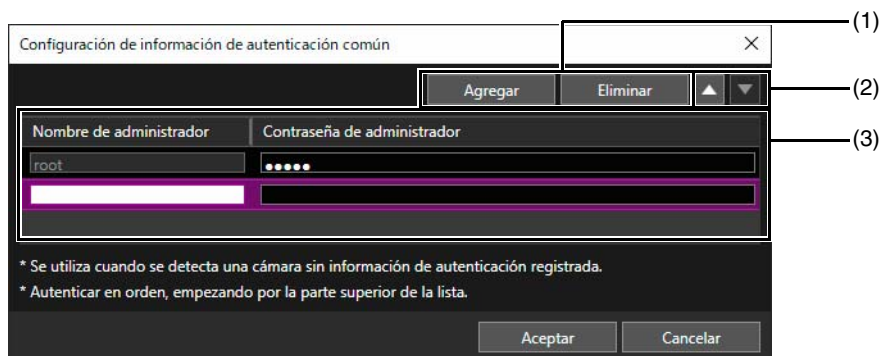 (1)
Configuración de información de autenticación común
Agregar Eliminar (2)
Nombre de administrador Contraseña de administrador (3)
root •••••
* Se utiliza cuando se detecta una cámara sin información de autenticación registrada.
* Autenticar en orden, empezando por la parte superior de la lista.
Aceptar Cancelar